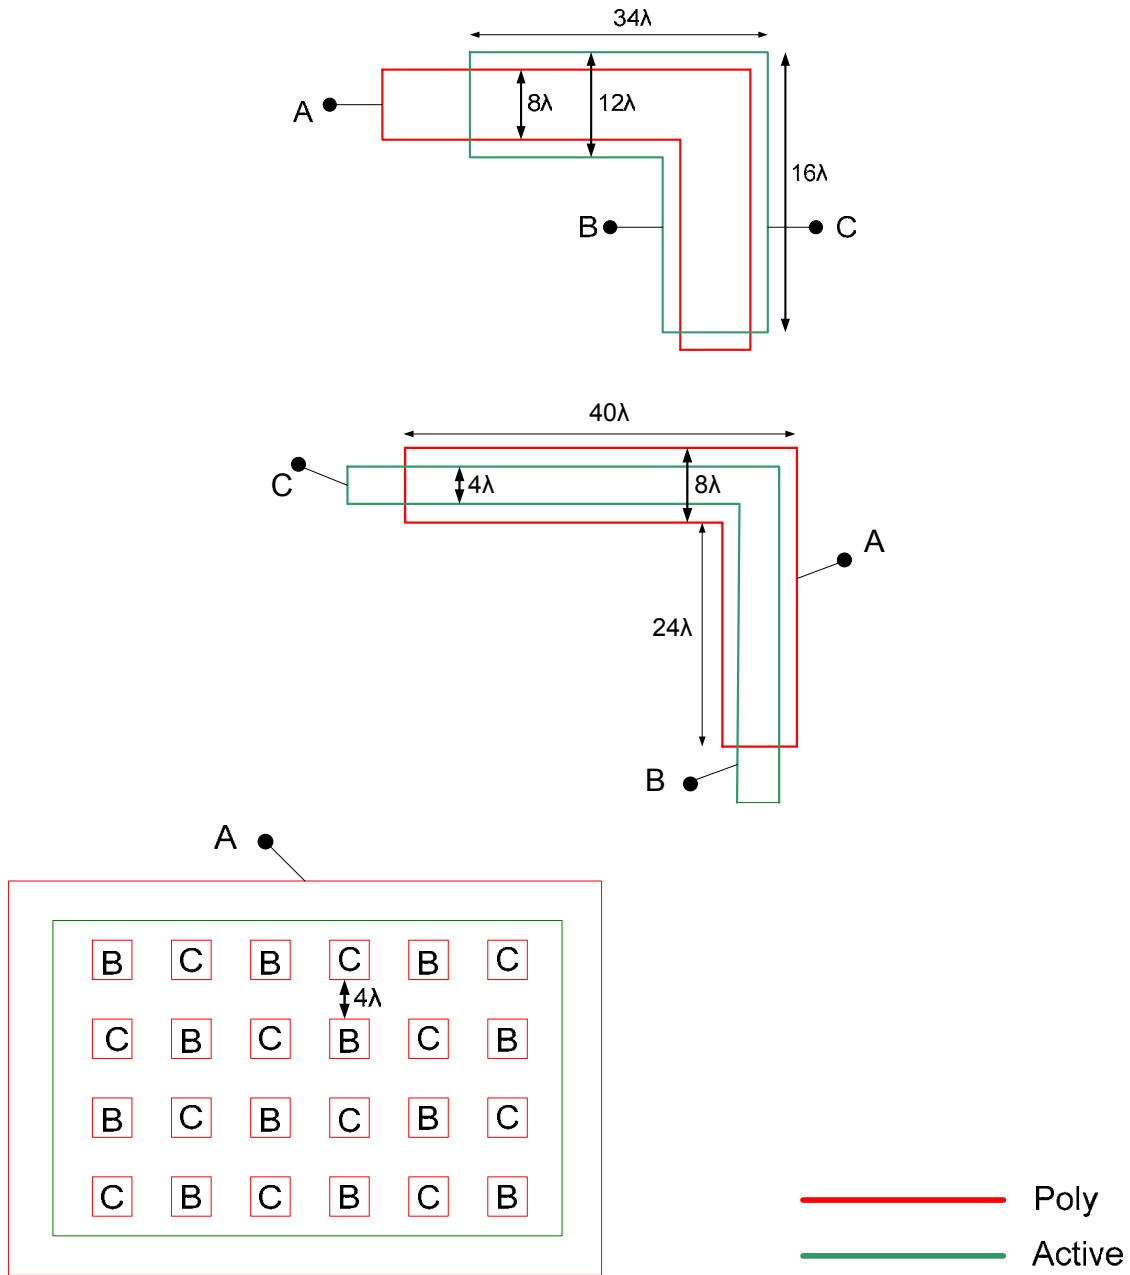 34λ
8λ
12λ
A
16λ
B
C
40λ
4λ
8λ
C
A
24λ
B
A
B C B C B C
4λ
C B C B C B
B C B C B C
C B C B C B
Poly
Active